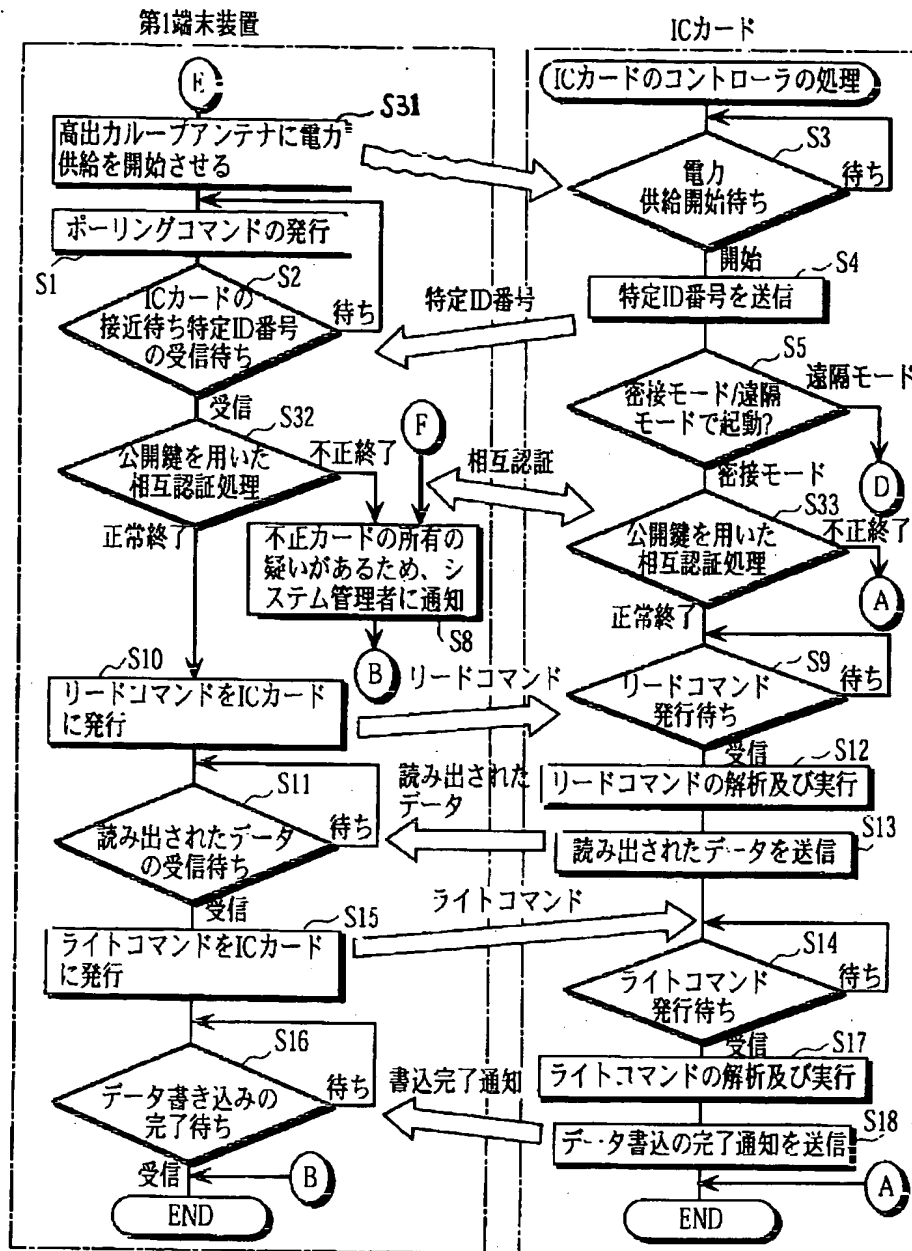 第1端末装置
E
S31
高出力ループアンテナに電力
供給を開始させる
ポーリングコマンドの発行
S1
S2
ICカードの
接近待ち特定ID番号
の受信待ち
待ち
受信
S32
公開鍵を用いた
相互認証処理
不正終了
正常終了
F
不正カードの所有の
疑いがあるため、シ
ステム管理者に通知
S8
B
S10
リードコマンドをICカード
に発行
S11
読み出されたデータ
の受信待ち
待ち
受信
S15
ライトコマンドをICカード
に発行
S16
データ書き込みの
完了待ち
待ち
受信
B
END
特定ID番号
相互認証
リードコマンド
読み出された
データ
ライトコマンド
書込完了通知
ICカード
ICカードのコントローラの処理
S3
電力
供給開始待ち
待ち
開始
S4
特定ID番号を送信
S5
密接モード/遠隔
モードで起動?
遠隔モード
D
密接モード
S33
公開鍵を用いた
相互認証処理
不正終了
A
正常終了
S9
リードコマンド
発行待ち
待ち
受信
S12
リードコマンドの解析及び実行
S13
読み出されたデータを送信
S14
ライトコマンド
発行待ち
待ち
受信
S17
ライトコマンドの解析及び実行
S18
データ書込の完了通知を送信
A
END